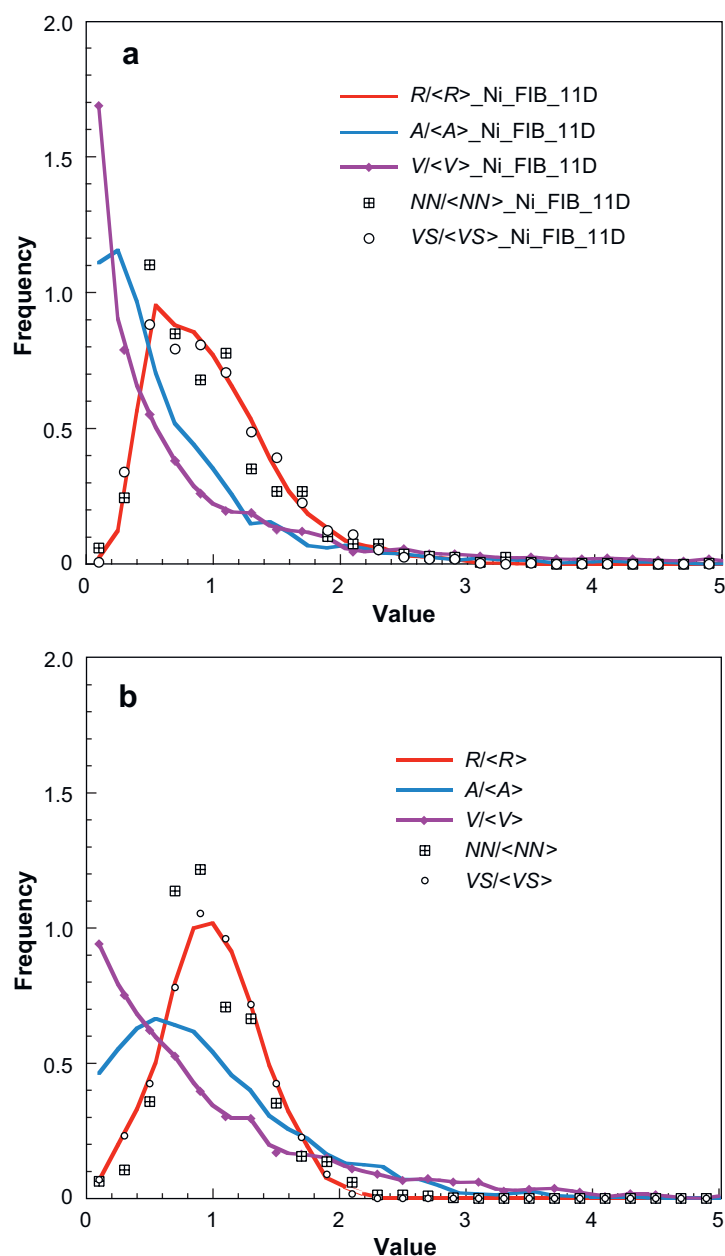 2.0
a
R/<R>_Ni_FIB_11D
A/<A>_Ni_FIB_11D
1.5
V/<V>_Ni_FIB_11D
NN/<NN>_Ni_FIB_11D
VS/<VS>_Ni_FIB_11D
Frequency
1.0
0.5
0
0 1 2 3 4 5
Value
2.0
b
R/<R>
1.5
A/<A>
V/<V>
NN/<NN>
VS/<VS>
Frequency
1.0
0.5
0
0 1 2 3 4 5
Value